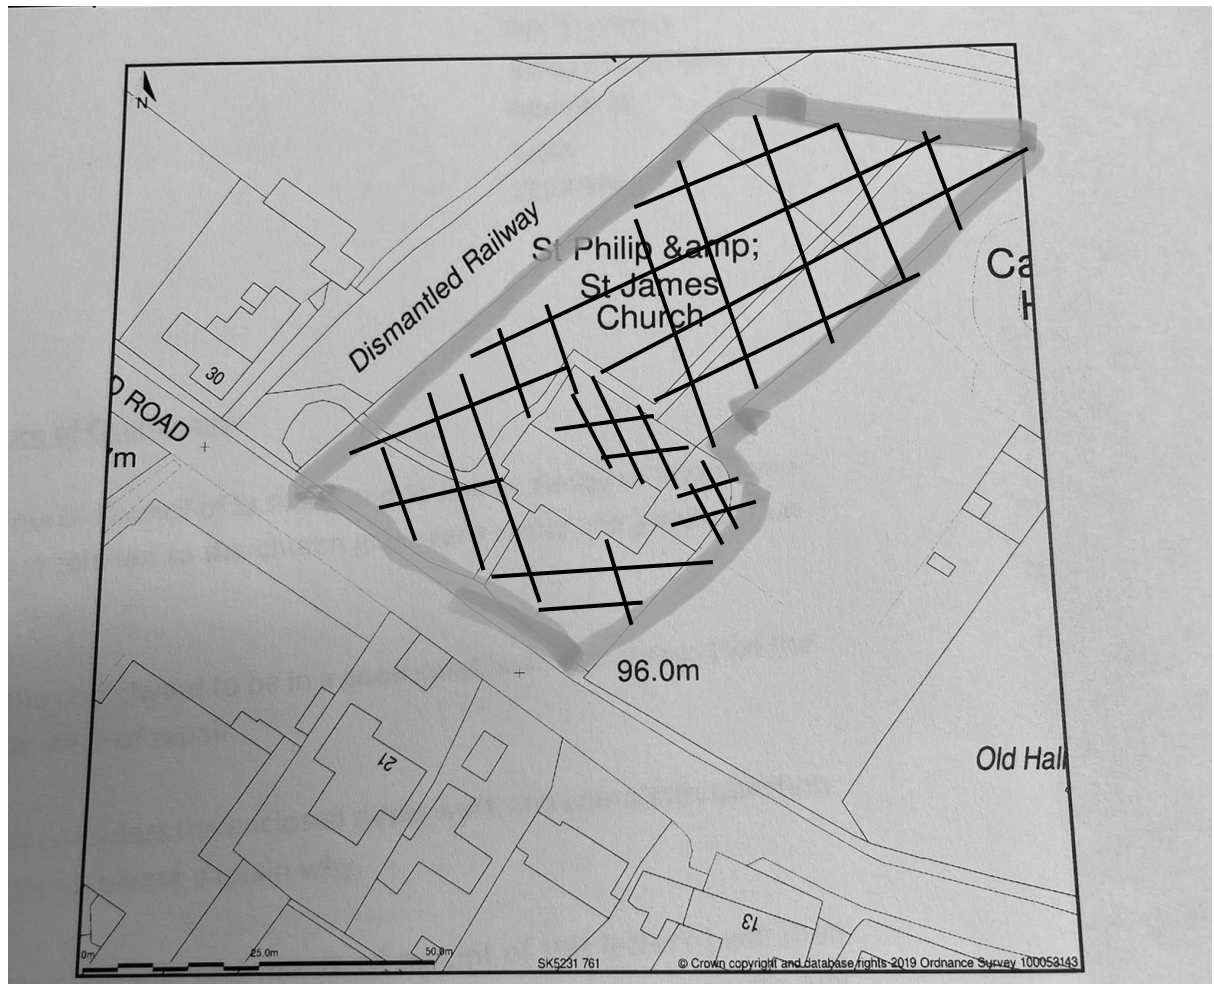 N
St Philip &amp;
St James
Church
Dismantled Railway
Ca
H
30
ROAD
m
96.0m
Old Hall
21
13
0m
25.0m
50.0m
SK5231 761
© Crown copyright and database rights 2019 Ordnance Survey 100053143